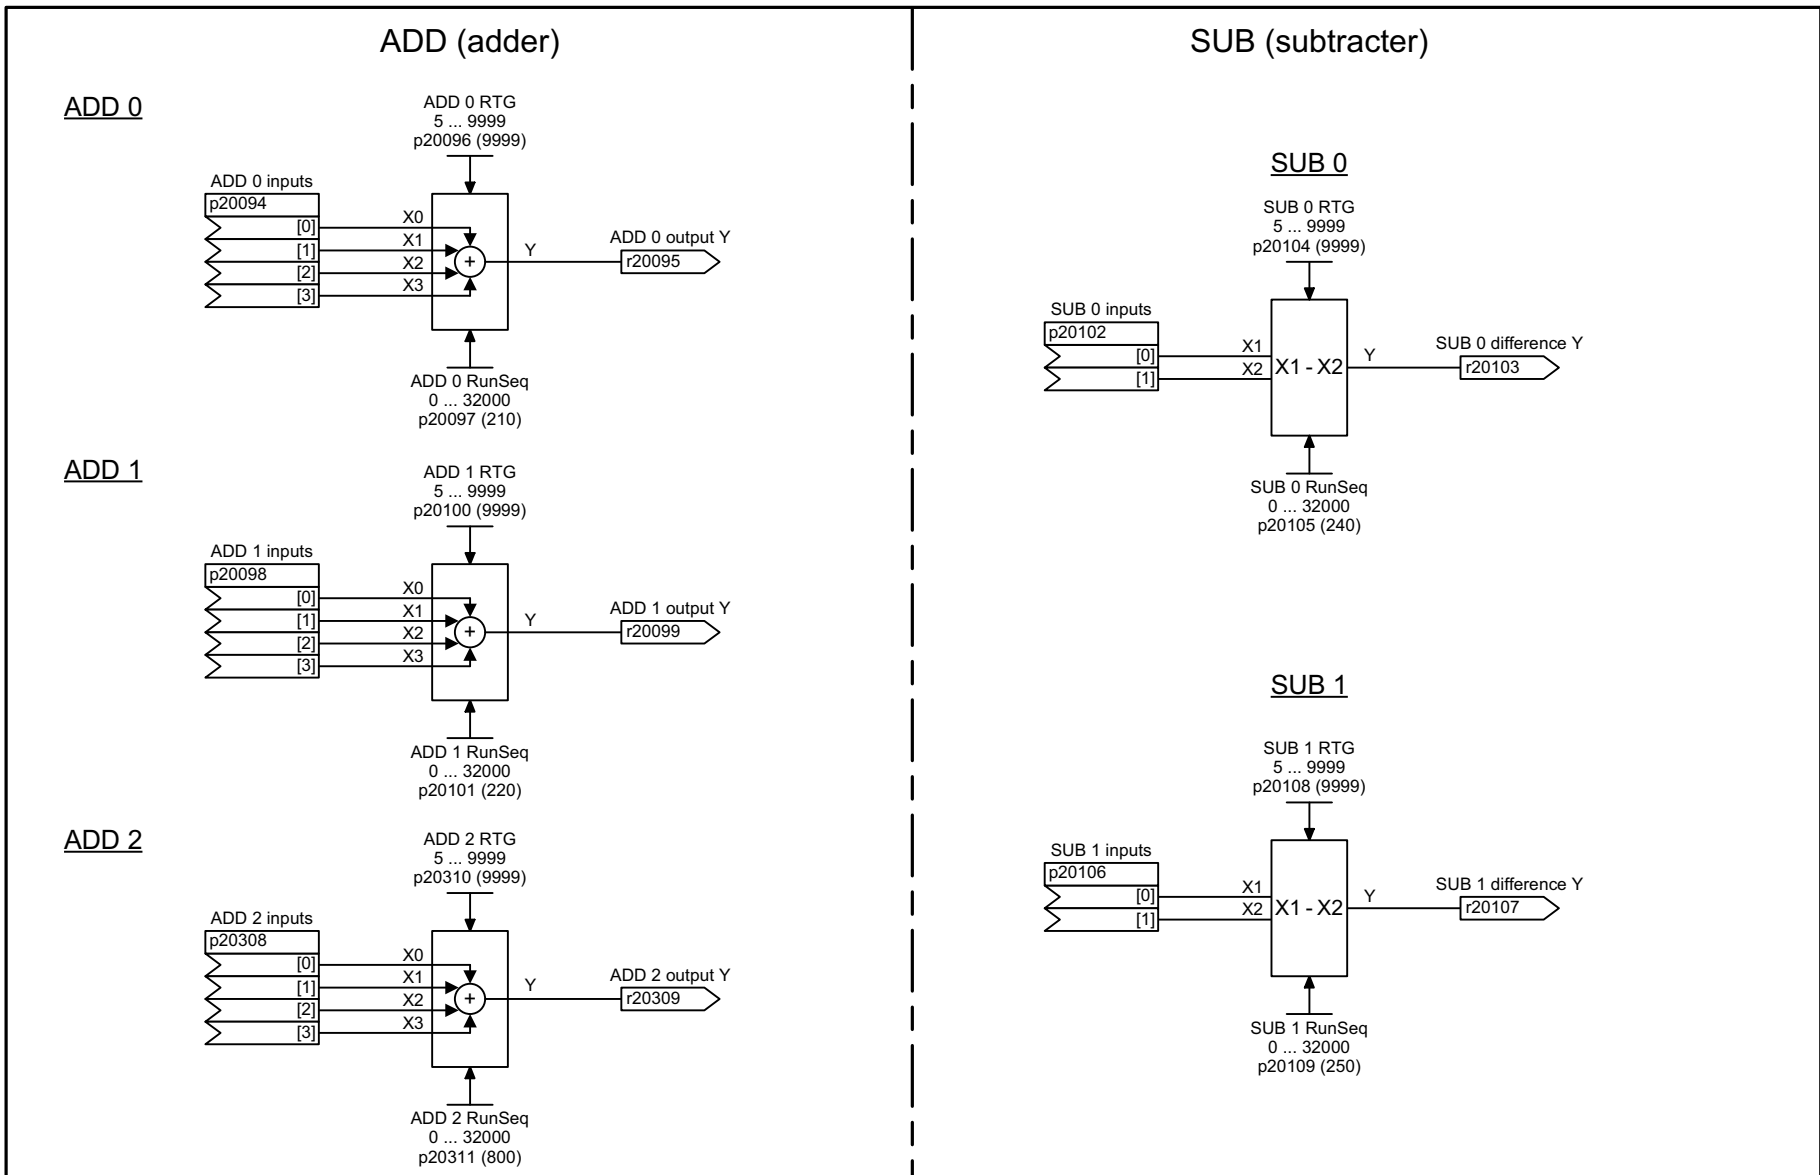 ADD (adder)
ADD 0
ADD 0 RTG
5 ... 9999
p20096 (9999)
ADD 0 inputs
p20094
[0]
[1]
[2]
[3]
X0
X1
X2
X3
+
Y
ADD 0 output Y
r20095
ADD 0 RunSeq
0 ... 32000
p20097 (210)
ADD 1
ADD 1 RTG
5 ... 9999
p20100 (9999)
ADD 1 inputs
p20098
[0]
[1]
[2]
[3]
X0
X1
X2
X3
+
Y
ADD 1 output Y
r20099
ADD 1 RunSeq
0 ... 32000
p20101 (220)
ADD 2
ADD 2 RTG
5 ... 9999
p20310 (9999)
ADD 2 inputs
p20308
[0]
[1]
[2]
[3]
X0
X1
X2
X3
+
Y
ADD 2 output Y
r20309
ADD 2 RunSeq
0 ... 32000
p20311 (800)
SUB (subtracter)
SUB 0
SUB 0 RTG
5 ... 9999
p20104 (9999)
SUB 0 inputs
p20102
[0]
[1]
X1
X2
X1 - X2
Y
SUB 0 difference Y
r20103
SUB 0 RunSeq
0 ... 32000
p20105 (240)
SUB 1
SUB 1 RTG
5 ... 9999
p20108 (9999)
SUB 1 inputs
p20106
[0]
[1]
X1
X2
X1 - X2
Y
SUB 1 difference Y
r20107
SUB 1 RunSeq
0 ... 32000
p20109 (250)